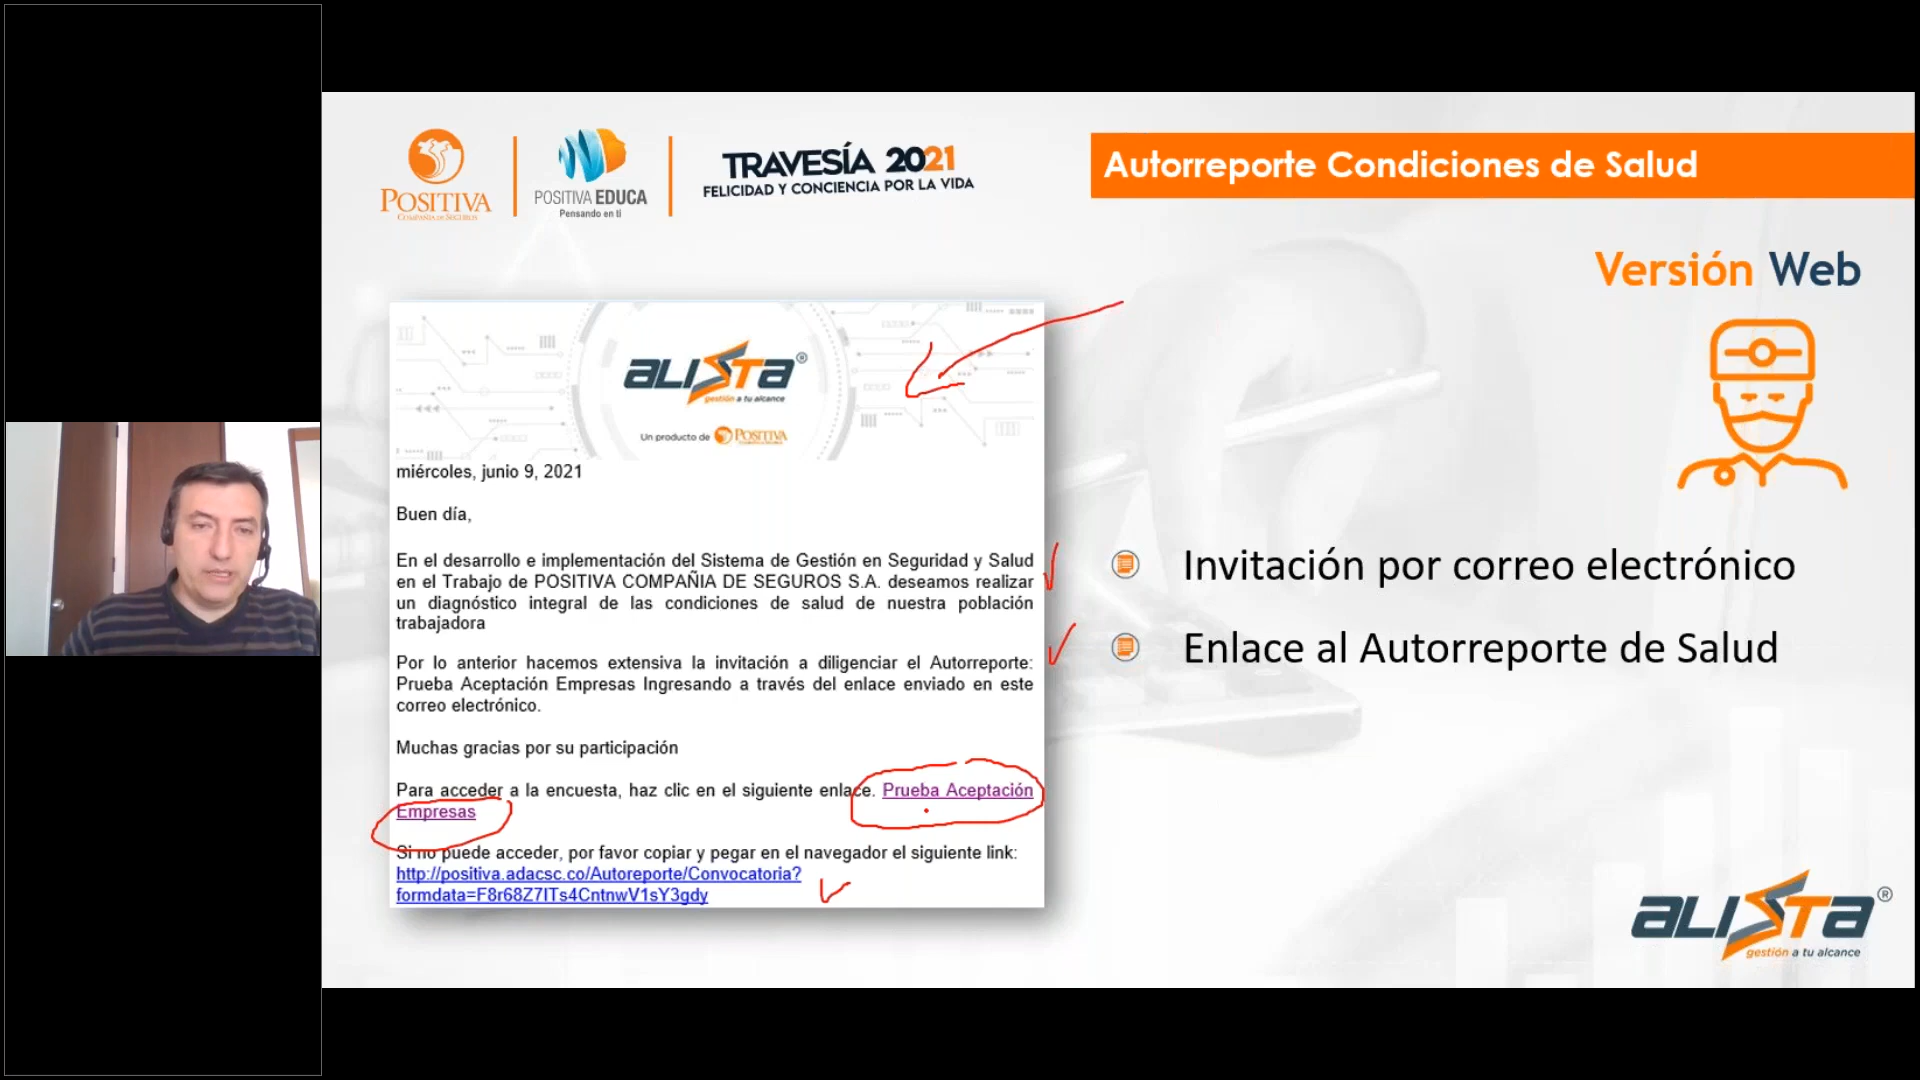 POSITIVA
COMPAÑÍA DE SEGUROS
POSITIVA EDUCA
Pensando en ti
TRAVESÍA 2021
FELICIDAD Y CONCIENCIA POR LA VIDA
Autorreporte Condiciones de Salud
Versión Web
ALISTA®
gestión a tu alcance
Un producto de POSITIVA
miércoles, junio 9, 2021
Buen día,
En el desarrollo e implementación del Sistema de Gestión en Seguridad y Salud
en el Trabajo de POSITIVA COMPAÑIA DE SEGUROS S.A. deseamos realizar
un diagnóstico integral de las condiciones de salud de nuestra población
trabajadora
Por lo anterior hacemos extensiva la invitación a diligenciar el Autorreporte:
Prueba Aceptación Empresas Ingresando a través del enlace enviado en este
correo electrónico.
Muchas gracias por su participación
Para acceder a la encuesta, haz clic en el siguiente enlace. Prueba Aceptación
Empresas
Si no puede acceder, por favor copiar y pegar en el navegador el siguiente link:
http://positiva.adacsc.co/Autoreporte/Convocatoria?
formdata=F8r68Z7ITs4CntnwV1sY3gdy
Invitación por correo electrónico
Enlace al Autorreporte de Salud
ALISTA®
gestión a tu alcance